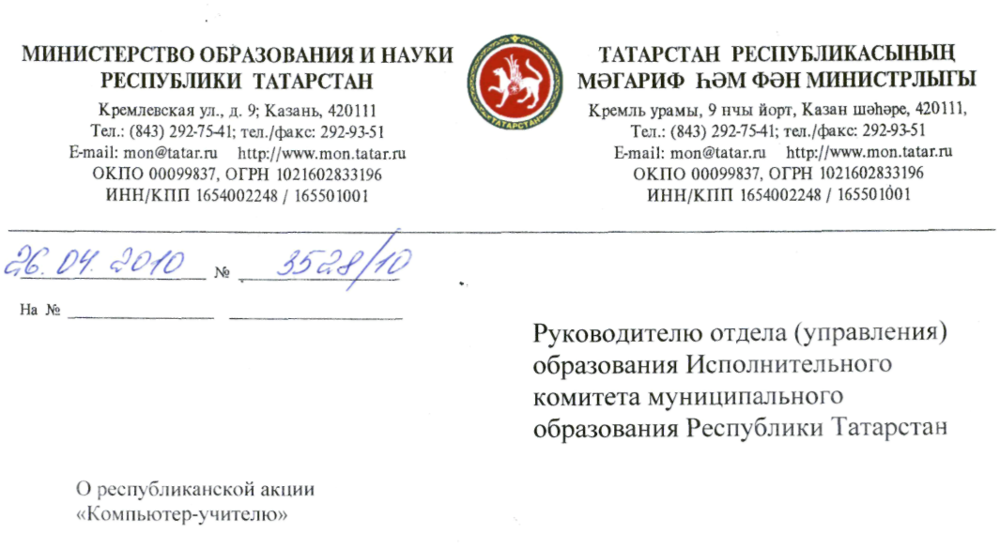 МИНИСТЕРСТВО ОБРАЗОВАНИЯ И НАУКИ
РЕСПУБЛИКИ ТАТАРСТАН
Кремлевская ул., д. 9; Казань, 420111
Тел.: (843) 292-75-41; тел./факс: 292-93-51
E-mail: mon@tatar.ru http://www.mon.tatar.ru
ОКПО 00099837, ОГРН 1021602833196
ИНН/КПП 1654002248 / 165501001
ТАТАРСТАН
ТАТАРСТАН РЕСПУБЛИКАСЫНЫҢ
МӘГАРИФ ҺӘМ ФӘН МИНИСТРЛЫГЫ
Кремль урамы, 9 нчы йорт, Казан шәһәре, 420111,
Тел.: (843) 292-75-41; тел./факс: 292-93-51
E-mail: mon@tatar.ru http://www.mon.tatar.ru
ОКПО 00099837, ОГРН 1021602833196
ИНН/КПП 1654002248 / 165501001
26.04.2010 № 3528/10
На №
Руководителю отдела (управления)
образования Исполнительного
комитета муниципального
образования Республики Татарстан
О республиканской акции
«Компьютер-учителю»